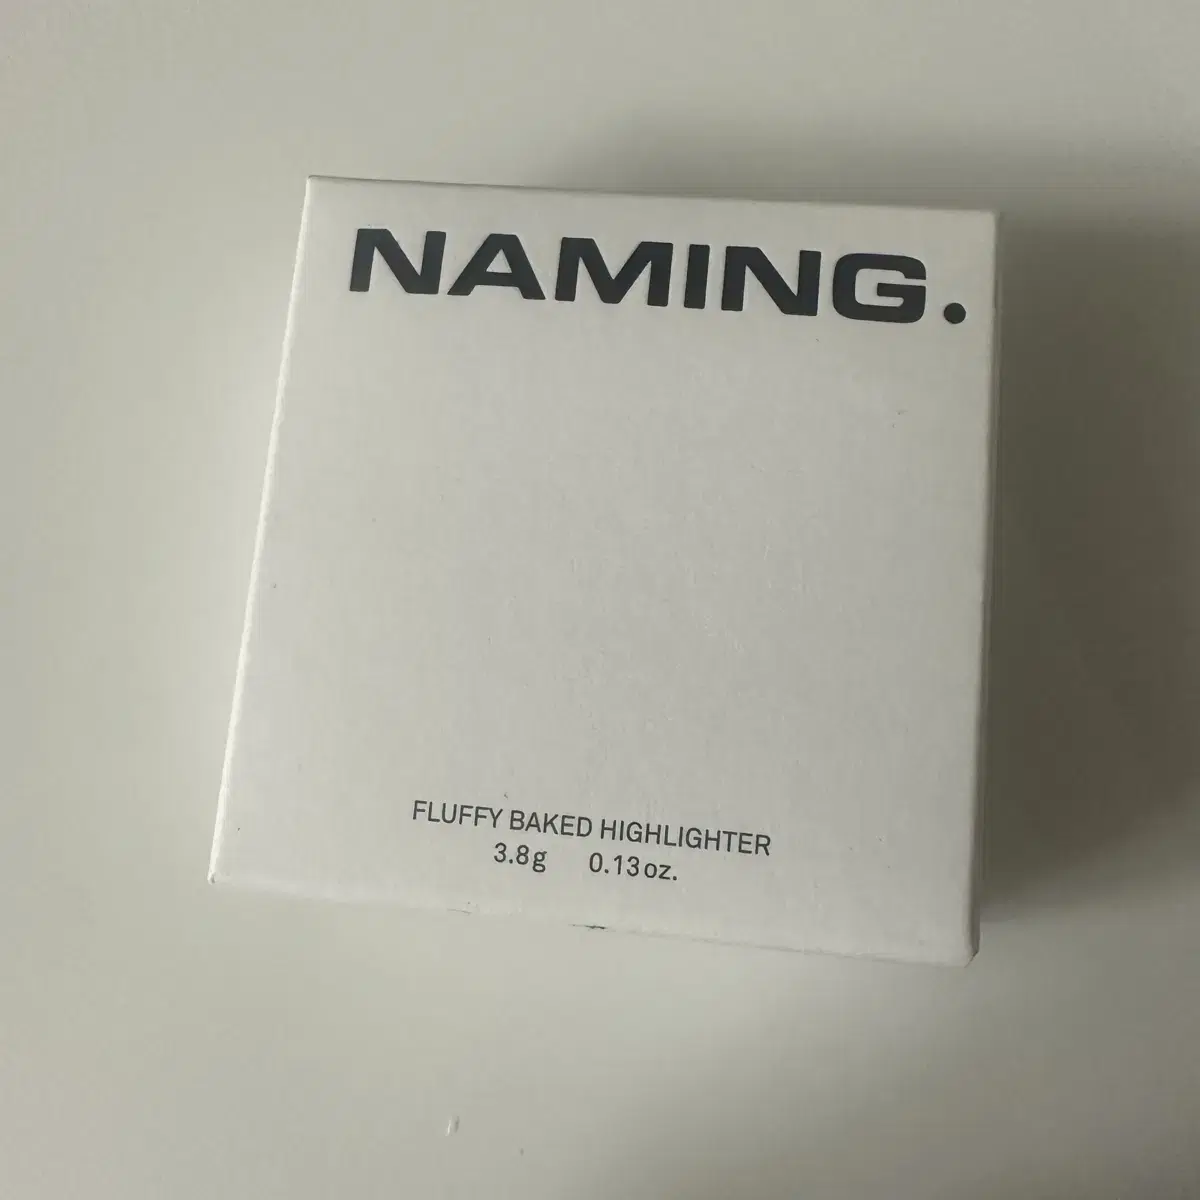 NAMING.
FLUFFY BAKED HIGHLIGHTER
3.8g 0.13oz.